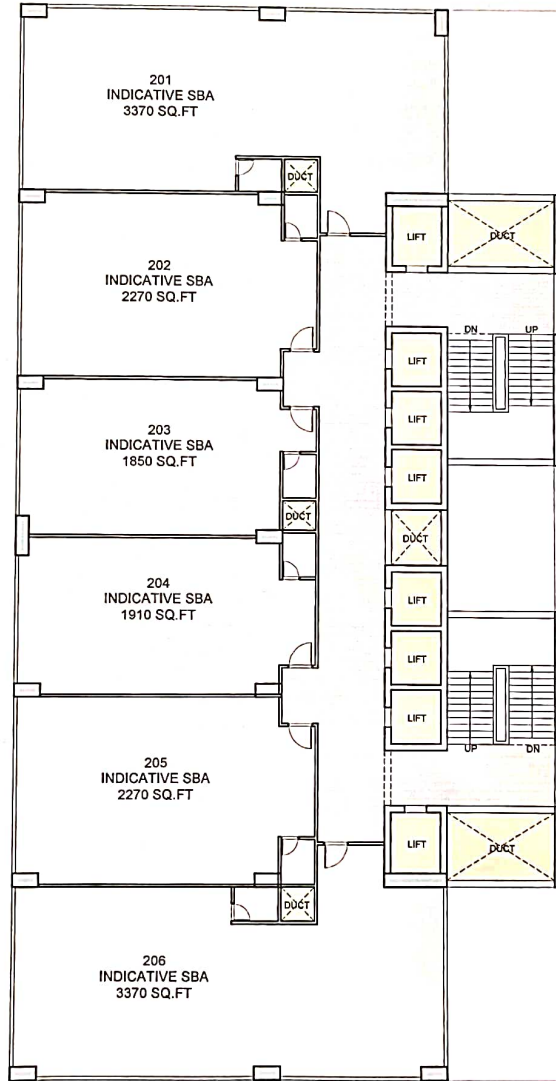 201
INDICATIVE SBA
3370 SQ.FT
DUCT
LIFT
DUCT
202
INDICATIVE SBA
2270 SQ.FT
DN
UP
LIFT
203
INDICATIVE SBA
1850 SQ.FT
LIFT
LIFT
DUCT
DUCT
204
INDICATIVE SBA
1910 SQ.FT
LIFT
LIFT
LIFT
UP
DN
205
INDICATIVE SBA
2270 SQ.FT
LIFT
DUCT
DUCT
206
INDICATIVE SBA
3370 SQ.FT